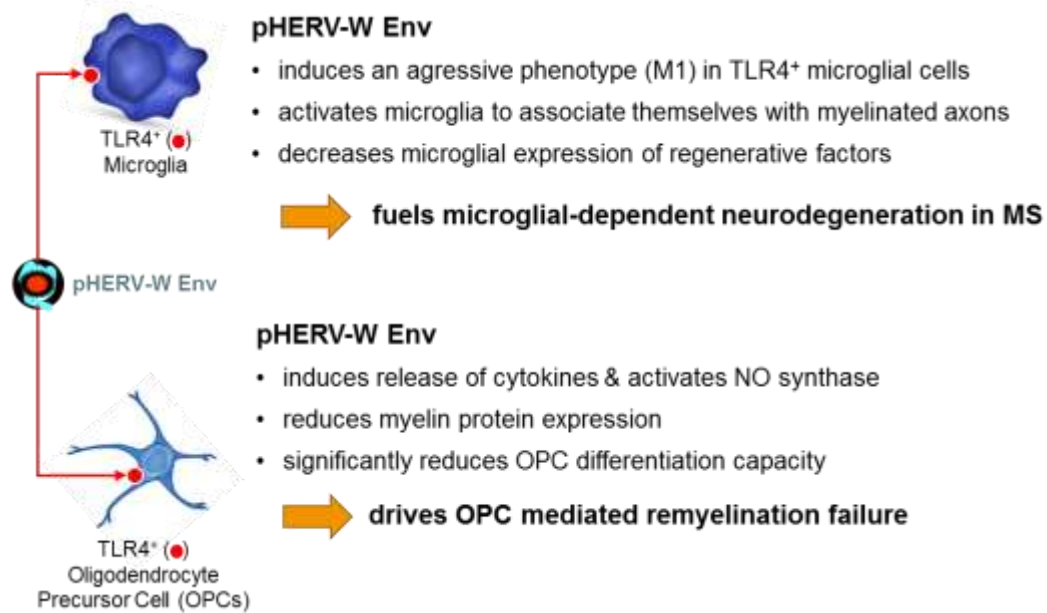 pHERV-W Env
• induces an agressive phenotype (M1) in TLR4⁺ microglial cells
• activates microglia to associate themselves with myelinated axons
• decreases microglial expression of regenerative factors
fuels microglial-dependent neurodegeneration in MS
TLR4⁺ ( )
Microglia
pHERV-W Env
pHERV-W Env
• induces release of cytokines & activates NO synthase
• reduces myelin protein expression
• significantly reduces OPC differentiation capacity
drives OPC mediated remyelination failure
TLR4⁺ ( )
Oligodendrocyte
Precursor Cell (OPCs)